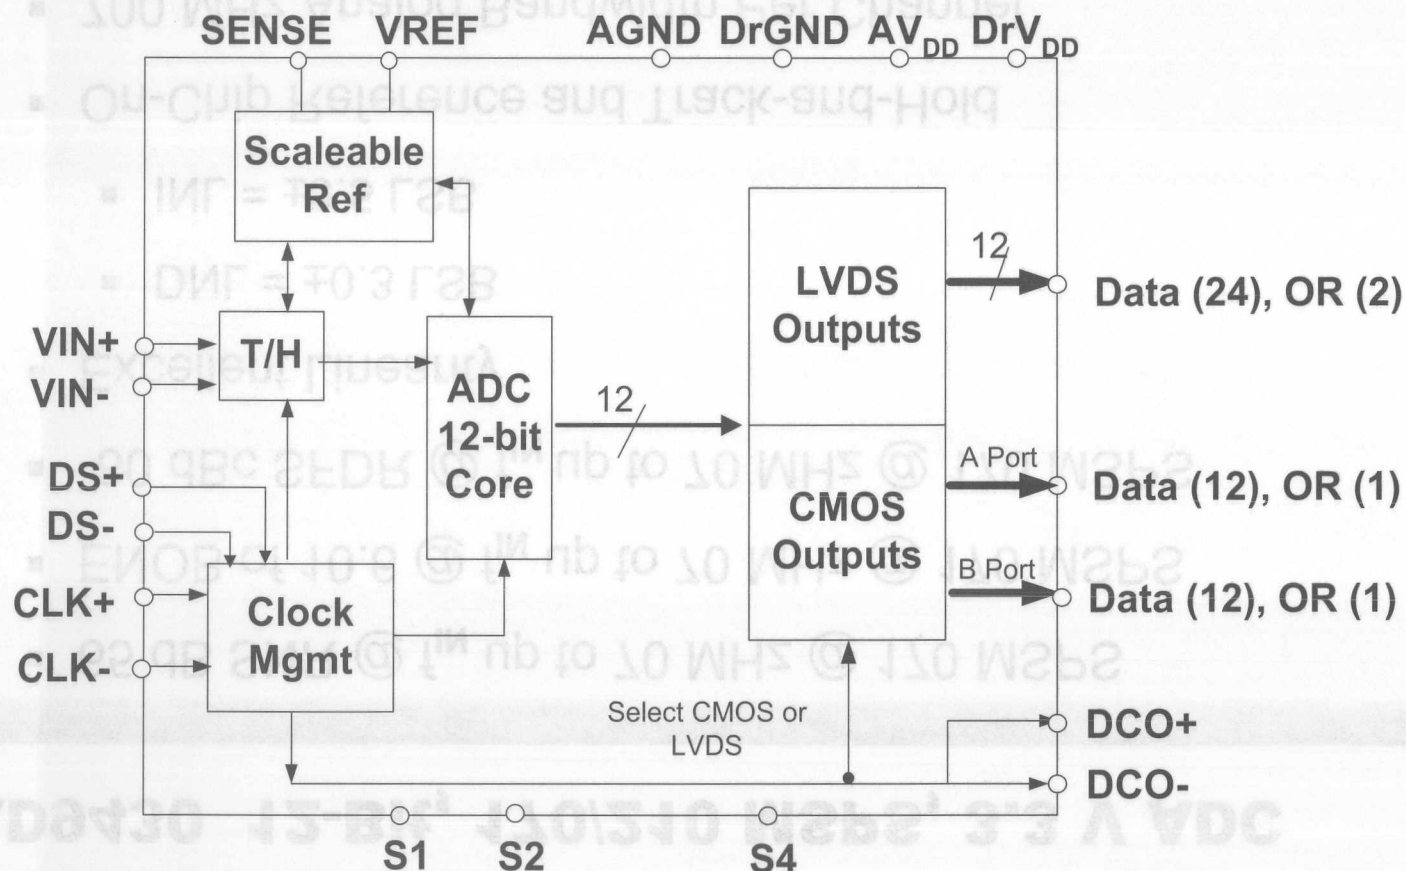 SENSE VREF AGND DrGND AVDD DrVDD
Scaleable
Ref
12
LVDS
Outputs
Data (24), OR (2)
VIN+
T/H
VIN-
ADC
12-bit
Core
12
A Port
DS+
Data (12), OR (1)
CMOS
Outputs
DS-
B Port
CLK+
Data (12), OR (1)
Clock
Mgmt
CLK-
Select CMOS or
LVDS
DCO+
DCO-
S1 S2 S4